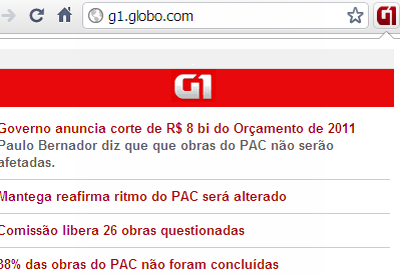 g1.globo.com
G1
G1
Governo anuncia corte de R$ 8 bi do Orçamento de 2011
Paulo Bernador diz que que obras do PAC não serão
afetadas.
Mantega reafirma ritmo do PAC será alterado
Comissão libera 26 obras questionadas
38% das obras do PAC não foram concluídas